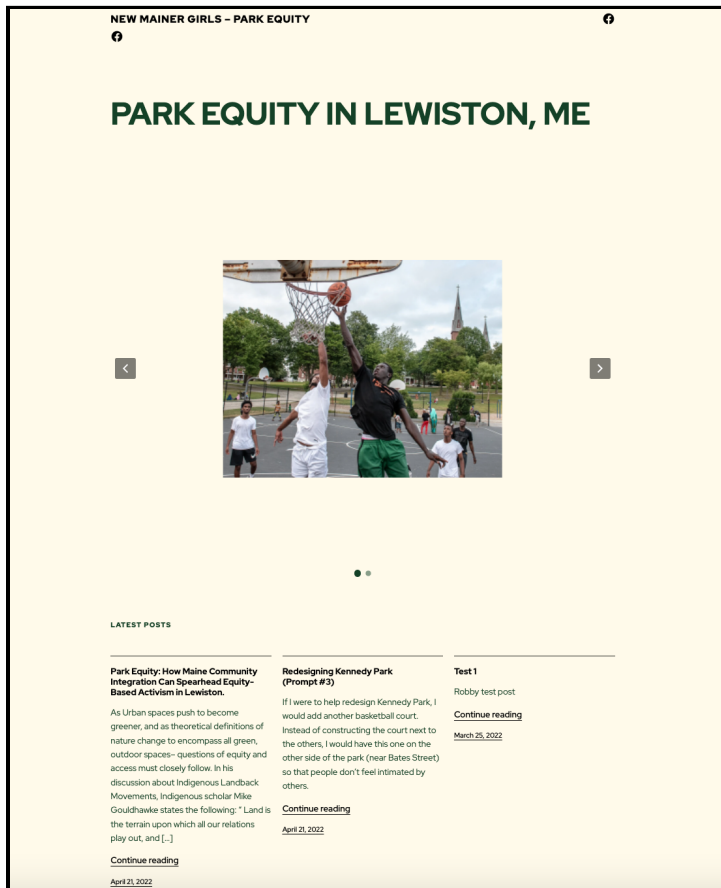 NEW MAINER GIRLS – PARK EQUITY
PARK EQUITY IN LEWISTON, ME
LATEST POSTS
Park Equity: How Maine Community
Integration Can Spearhead Equity-
Based Activism in Lewiston.
As Urban spaces push to become
greener, and as theoretical definitions of
nature change to encompass all green,
outdoor spaces– questions of equity and
access must closely follow. In his
discussion about Indigenous Landback
Movements, Indigenous scholar Mike
Gouldhawke states the following: " Land is
the terrain upon which all our relations
play out, and […]
Continue reading
April 21, 2022
Redesigning Kennedy Park
(Prompt #3)
If I were to help redesign Kennedy Park, I
would add another basketball court.
Instead of constructing the court next to
the others, I would have this one on the
other side of the park (near Bates Street)
so that people don't feel intimated by
others.
Continue reading
April 21, 2022
Test 1
Robby test post
Continue reading
March 25, 2022